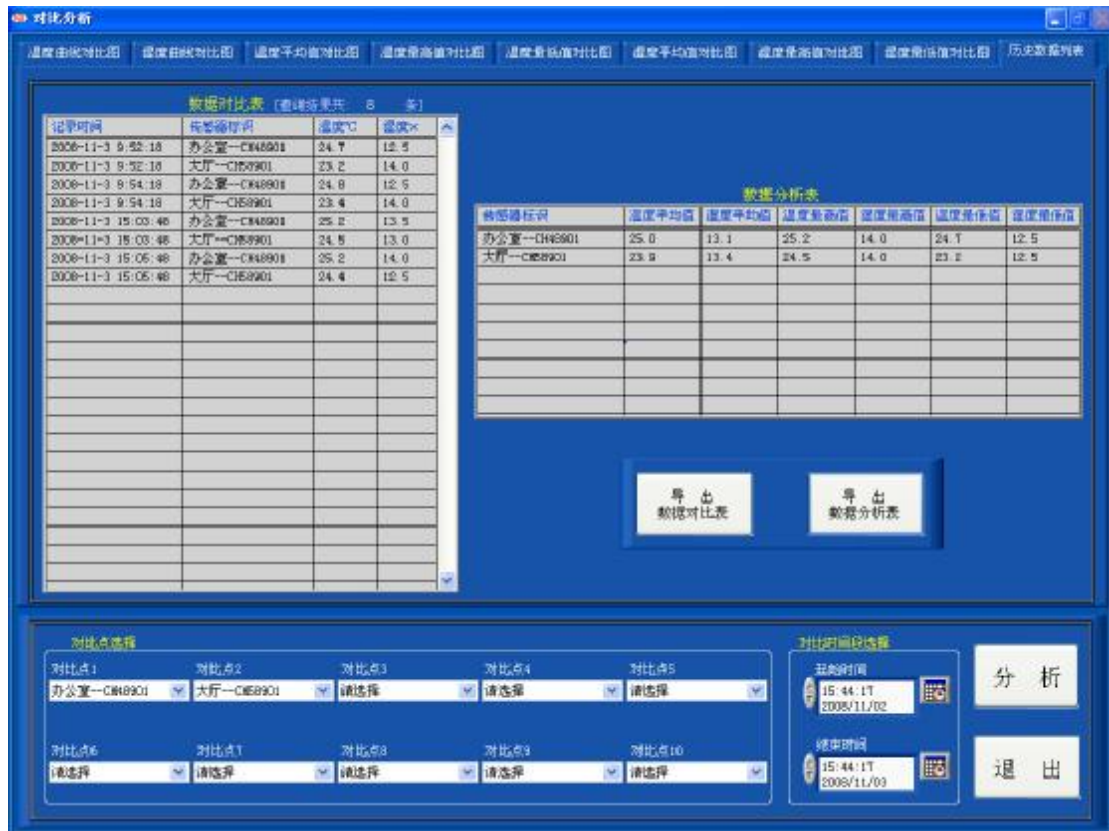 对比分析
温度曲线对比图 湿度曲线对比图 温度平均值对比图 温度最高值对比图 温度最低值对比图 湿度平均值对比图 湿度最高值对比图 湿度最低值对比图 历史数据列表
数据对比表 [查询结果共 8 条]
记录时间 传感器标识 温度℃ 湿度%
2008-11-3 9:52:18 办公室--CH48901 24.7 12.5
2008-11-3 9:52:18 大厅--CH58901 23.2 14.0
2008-11-3 9:54:18 办公室--CH48901 24.8 12.5
2008-11-3 9:54:18 大厅--CH58901 23.4 14.0
2008-11-3 15:03:48 办公室--CH48901 25.2 13.5
2008-11-3 15:03:48 大厅--CH58901 24.5 13.0
2008-11-3 15:05:48 办公室--CH48901 25.2 14.0
2008-11-3 15:05:48 大厅--CH58901 24.4 12.5
数据分析表
传感器标识 温度平均值 湿度平均值 温度最高值 湿度最高值 温度最低值 湿度最低值
办公室--CH48901 25.0 13.1 25.2 14.0 24.7 12.5
大厅--CH58901 23.9 13.4 24.5 14.0 23.2 12.5
导 出
数据对比表
导 出
数据分析表
对比点选择
对比点1 对比点2 对比点3 对比点4 对比点5
办公室--CH48901 大厅--CH58901 请选择 请选择 请选择
对比点6 对比点7 对比点8 对比点9 对比点10
请选择 请选择 请选择 请选择 请选择
对比时间段选择
开始时间
15:44:17
2008/11/02
结束时间
15:44:17
2008/11/03
分 析
退 出